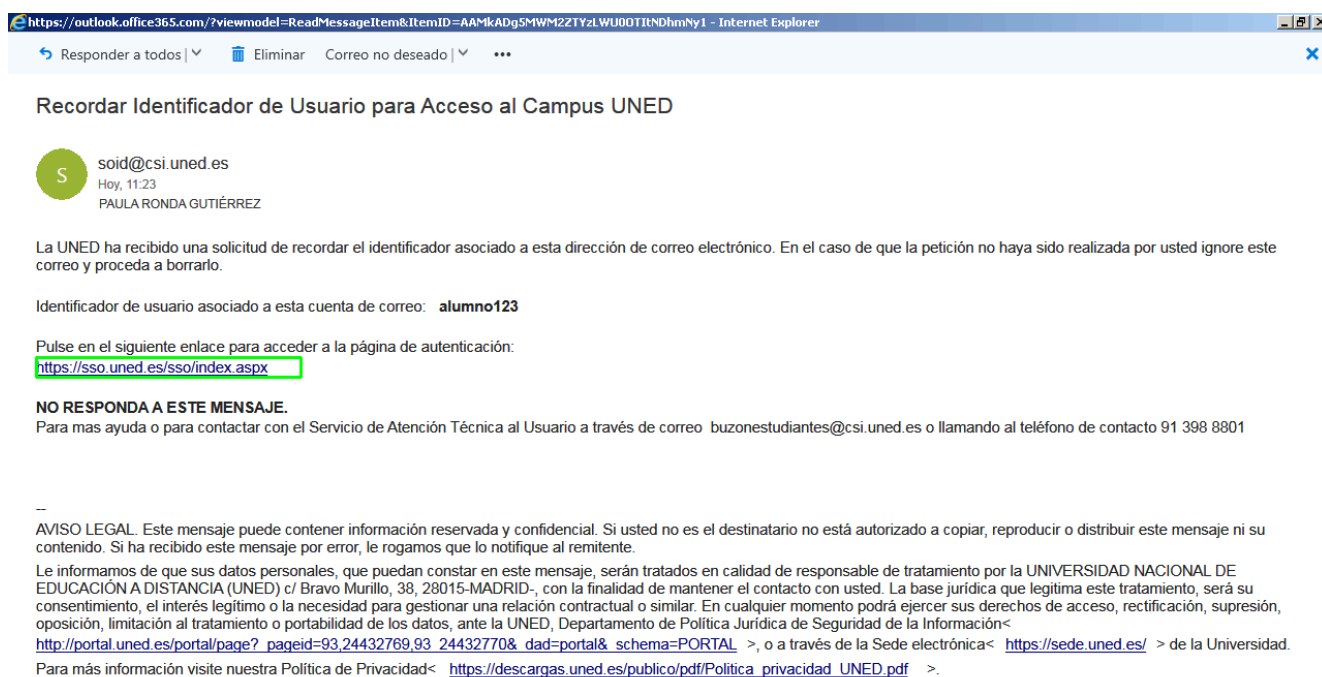 https://outlook.office365.com/?viewmodel=ReadMessageItem&ItemID=AAMkADg5MWM2ZTYzLWU0OTItNDhmNy1 - Internet Explorer
Responder a todos | Eliminar Correo no deseado | ...
Recordar Identificador de Usuario para Acceso al Campus UNED
S
soid@csi.uned.es
Hoy, 11:23
PAULA RONDA GUTIÉRREZ
La UNED ha recibido una solicitud de recordar el identificador asociado a esta dirección de correo electrónico. En el caso de que la petición no haya sido realizada por usted ignore este
correo y proceda a borrarlo.
Identificador de usuario asociado a esta cuenta de correo: alumno123
Pulse en el siguiente enlace para acceder a la página de autenticación:
https://sso.uned.es/sso/index.aspx
NO RESPONDA A ESTE MENSAJE.
Para mas ayuda o para contactar con el Servicio de Atención Técnica al Usuario a través de correo buzonestudiantes@csi.uned.es o llamando al teléfono de contacto 91 398 8801
--
AVISO LEGAL. Este mensaje puede contener información reservada y confidencial. Si usted no es el destinatario no está autorizado a copiar, reproducir o distribuir este mensaje ni su
contenido. Si ha recibido este mensaje por error, le rogamos que lo notifique al remitente.
Le informamos de que sus datos personales, que puedan constar en este mensaje, serán tratados en calidad de responsable de tratamiento por la UNIVERSIDAD NACIONAL DE
EDUCACIÓN A DISTANCIA (UNED) c/ Bravo Murillo, 38, 28015-MADRID-, con la finalidad de mantener el contacto con usted. La base jurídica que legitima este tratamiento, será su
consentimiento, el interés legítimo o la necesidad para gestionar una relación contractual o similar. En cualquier momento podrá ejercer sus derechos de acceso, rectificación, supresión,
oposición, limitación al tratamiento o portabilidad de los datos, ante la UNED, Departamento de Política Jurídica de Seguridad de la Información<
http://portal.uned.es/portal/page?_pageid=93,24432769,93_24432770&_dad=portal&_schema=PORTAL >, o a través de la Sede electrónica< https://sede.uned.es/ > de la Universidad.
Para más información visite nuestra Política de Privacidad< https://descargas.uned.es/publico/pdf/Politica_privacidad_UNED.pdf >.